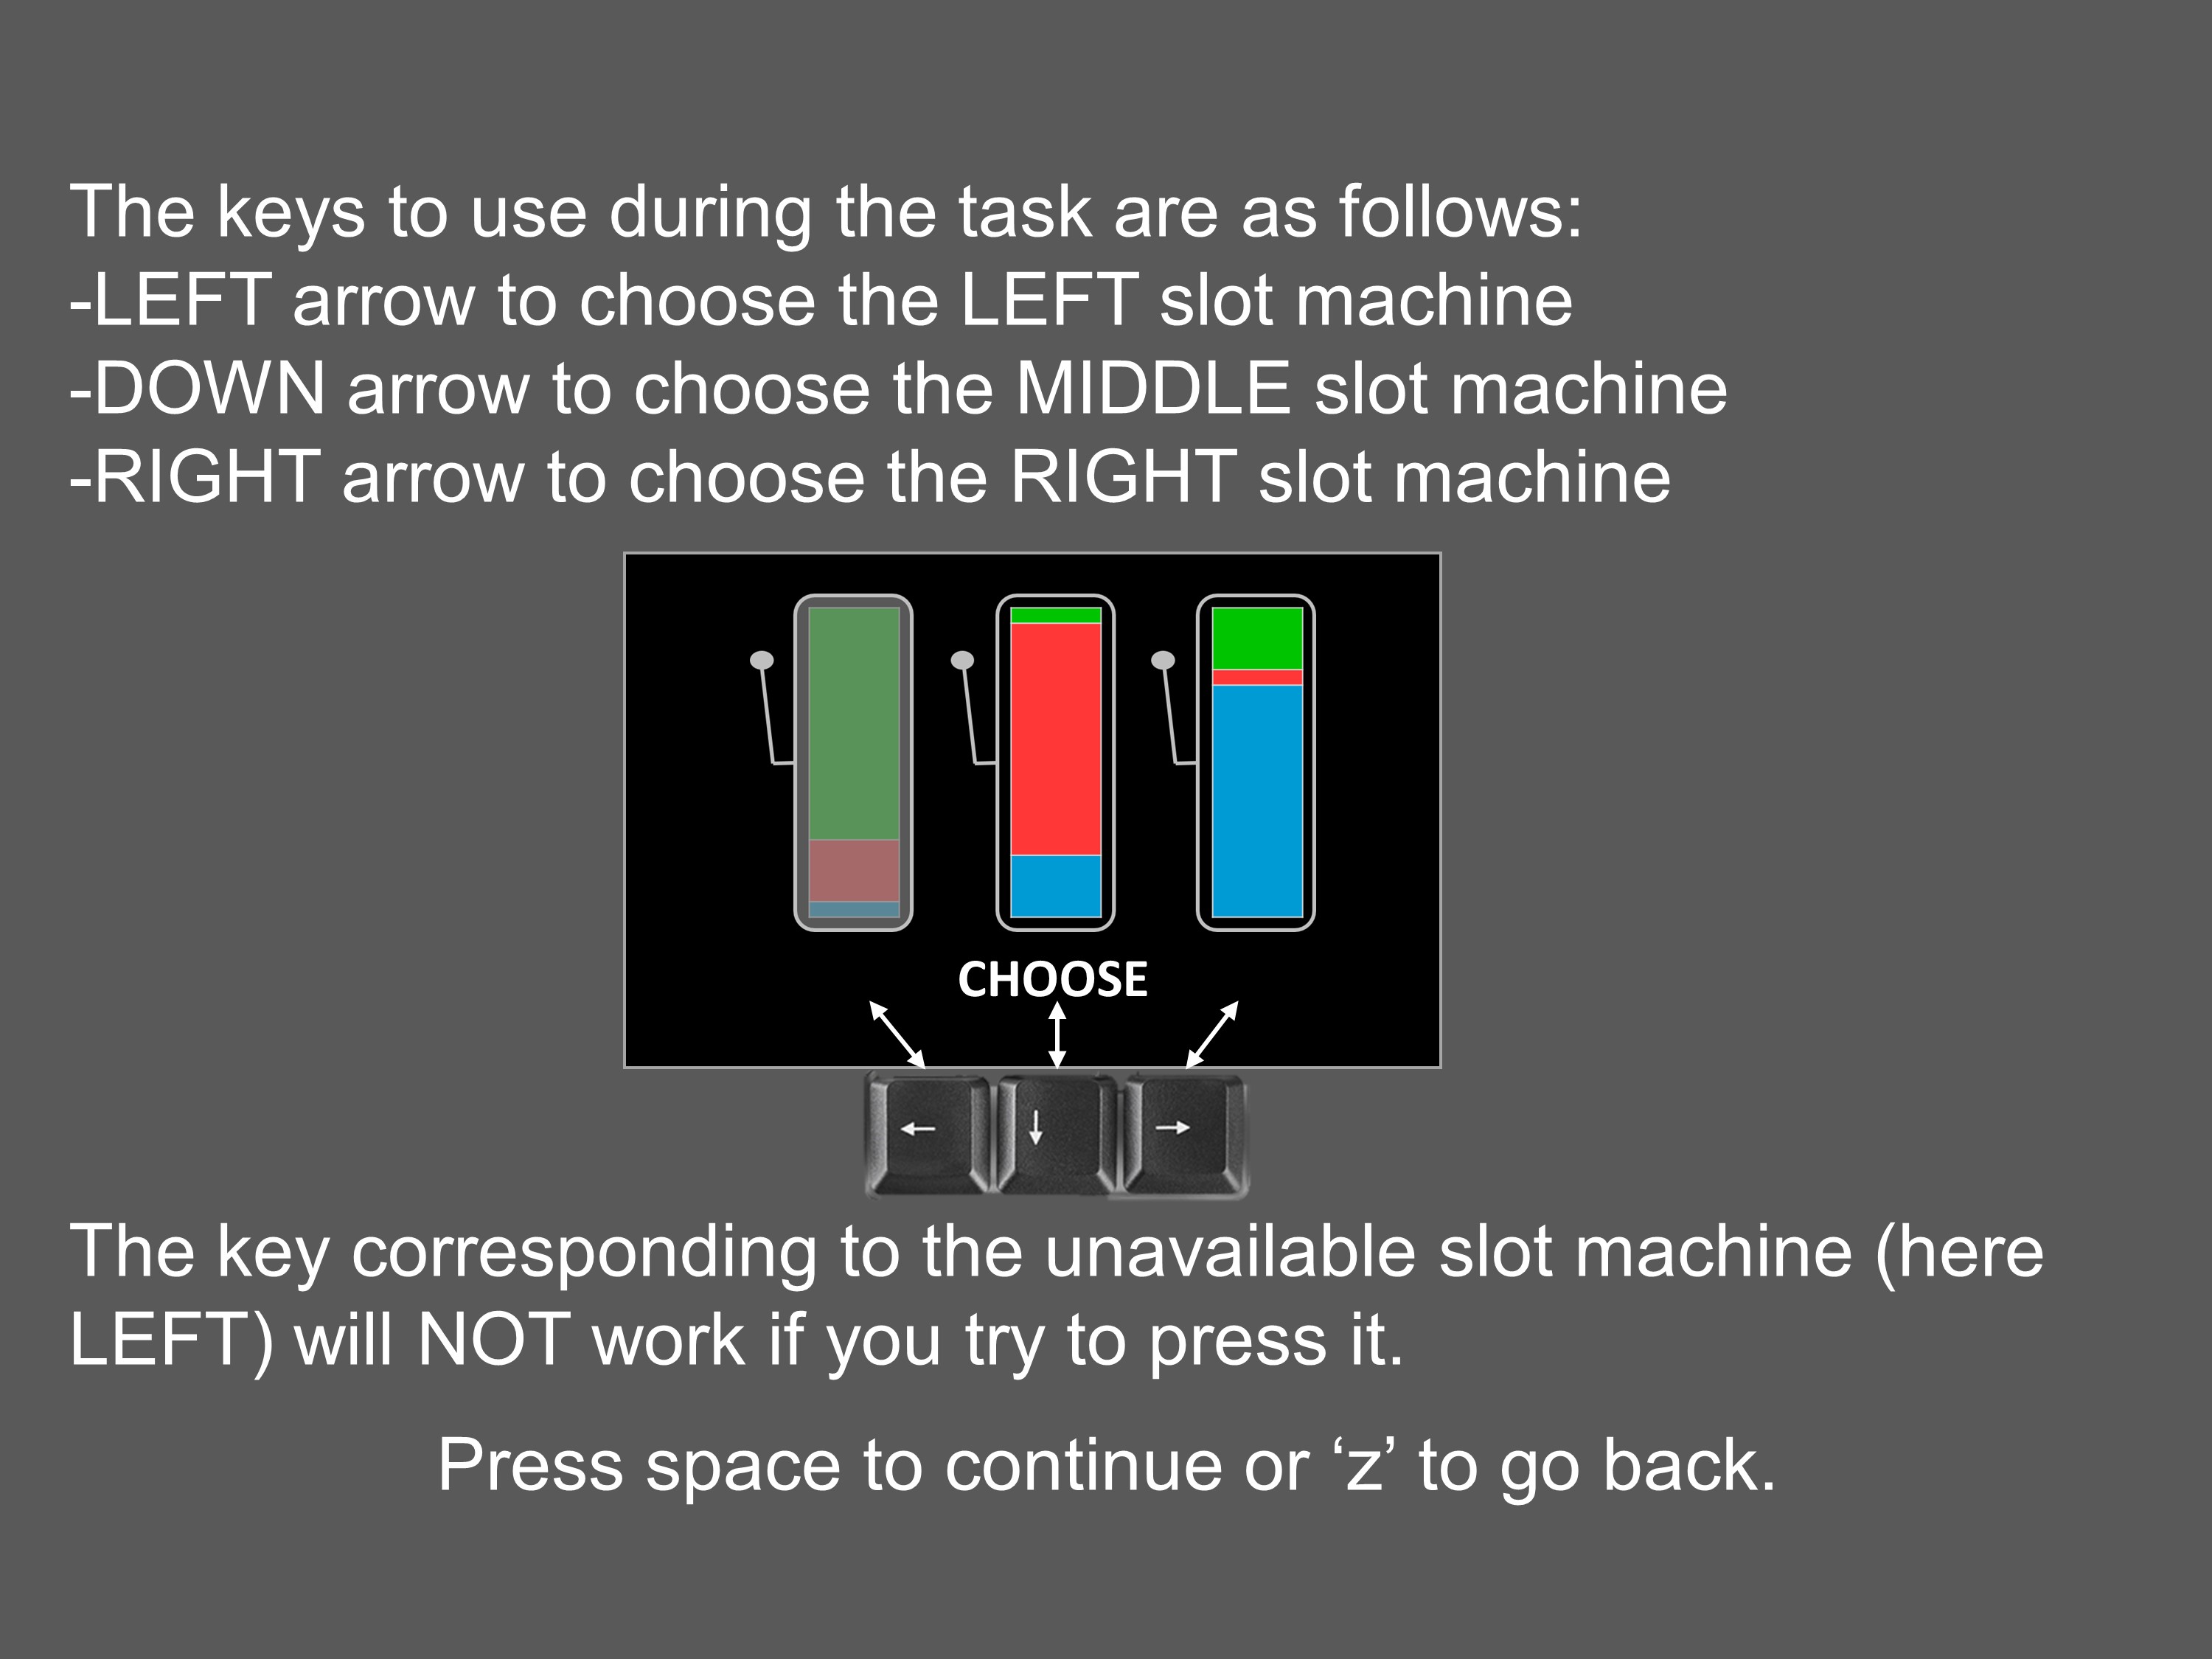 The keys to use during the task are as follows:
-LEFT arrow to choose the LEFT slot machine
-DOWN arrow to choose the MIDDLE slot machine
-RIGHT arrow to choose the RIGHT slot machine
CHOOSE
The key corresponding to the unavailable slot machine (here
LEFT) will NOT work if you try to press it.
Press space to continue or ‘z’ to go back.